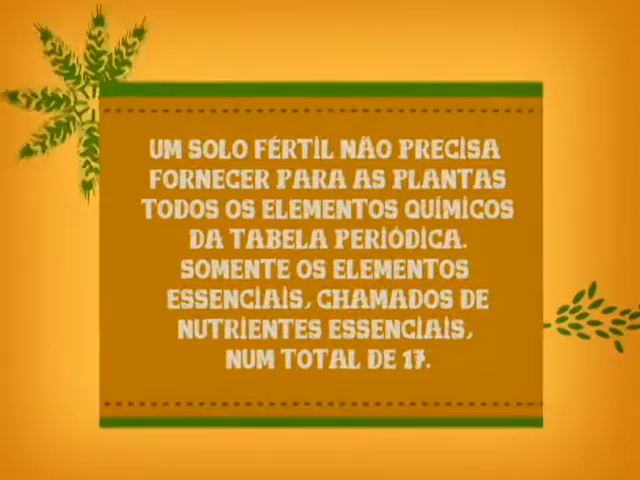 UM SOLO FÉRTIL NÃO PRECISA
FORNECER PARA AS PLANTAS
TODOS OS ELEMENTOS QUÍMICOS
DA TABELA PERIÓDICA.
SOMENTE OS ELEMENTOS
ESSENCIAIS, CHAMADOS DE
NUTRIENTES ESSENCIAIS,
NUM TOTAL DE 17.